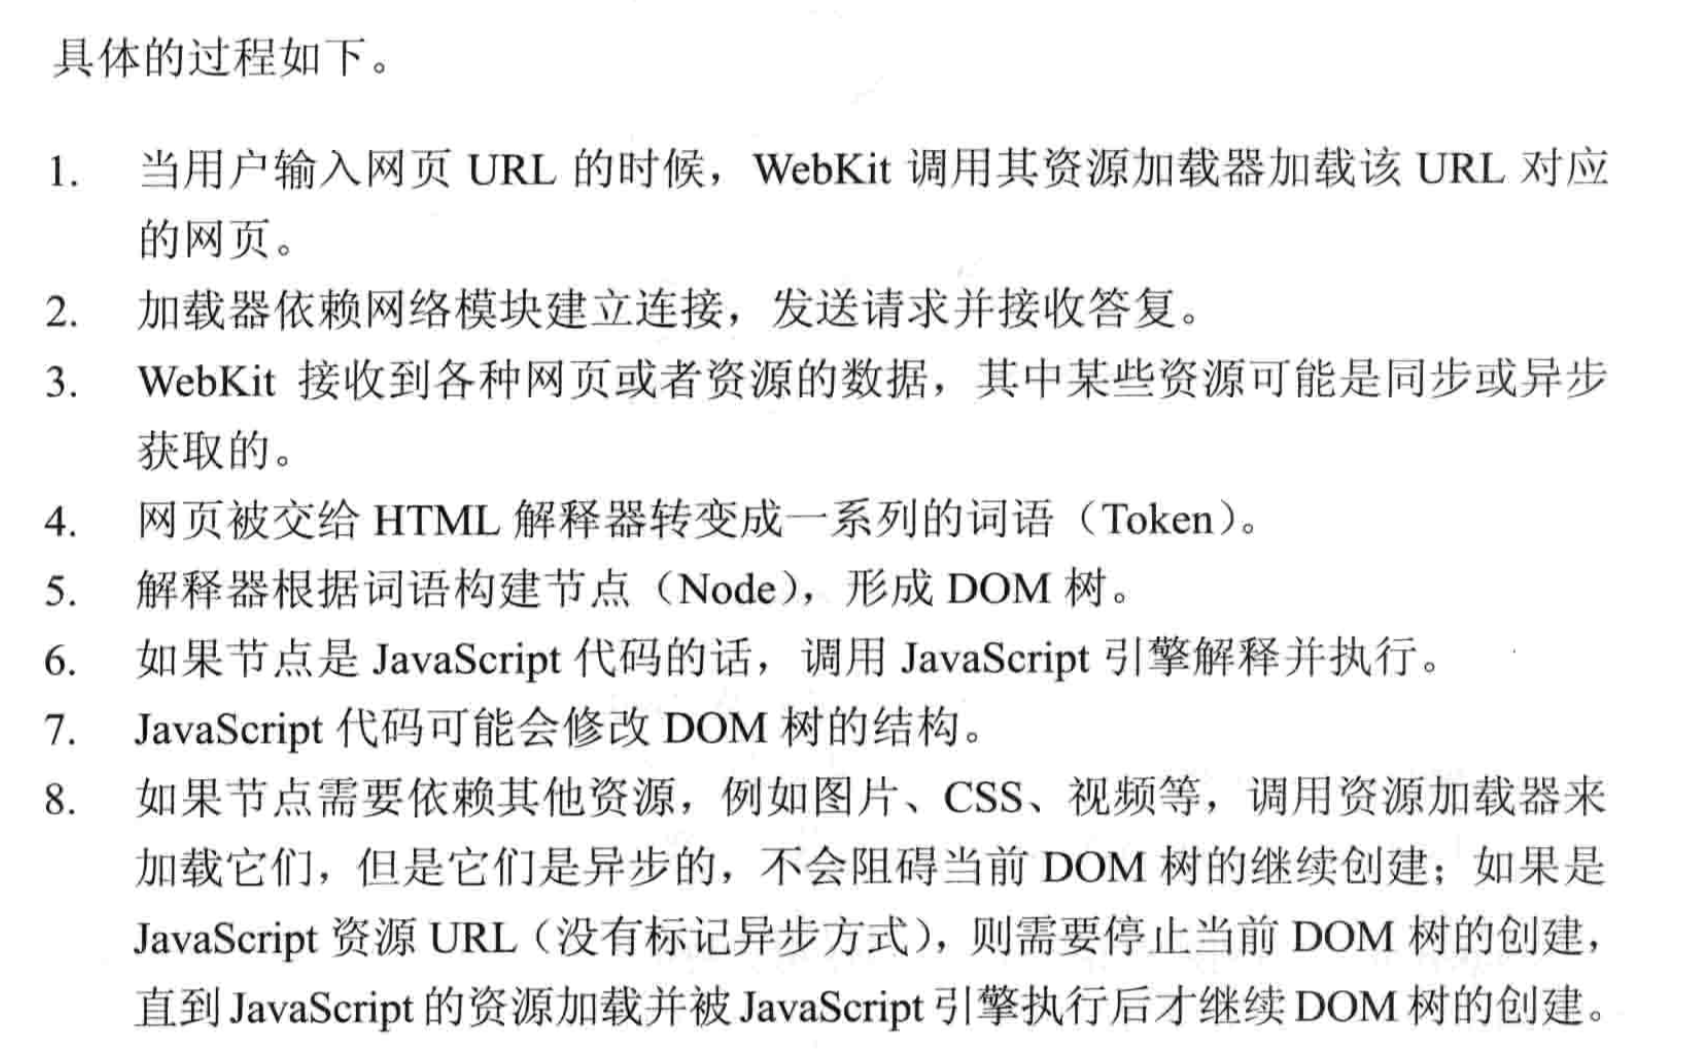 具体的过程如下。
1. 当用户输入网页 URL 的时候，WebKit 调用其资源加载器加载该 URL 对应
的网页。
2. 加载器依赖网络模块建立连接，发送请求并接收答复。
3. WebKit 接收到各种网页或者资源的数据，其中某些资源可能是同步或异步
获取的。
4. 网页被交给 HTML 解释器转变成一系列的词语（Token）。
5. 解释器根据词语构建节点（Node），形成 DOM 树。
6. 如果节点是 JavaScript 代码的话，调用 JavaScript 引擎解释并执行。
7. JavaScript 代码可能会修改 DOM 树的结构。
8. 如果节点需要依赖其他资源，例如图片、CSS、视频等，调用资源加载器来
加载它们，但是它们是异步的，不会阻碍当前 DOM 树的继续创建；如果是
JavaScript 资源 URL（没有标记异步方式），则需要停止当前 DOM 树的创建，
直到 JavaScript 的资源加载并被 JavaScript 引擎执行后才继续 DOM 树的创建。